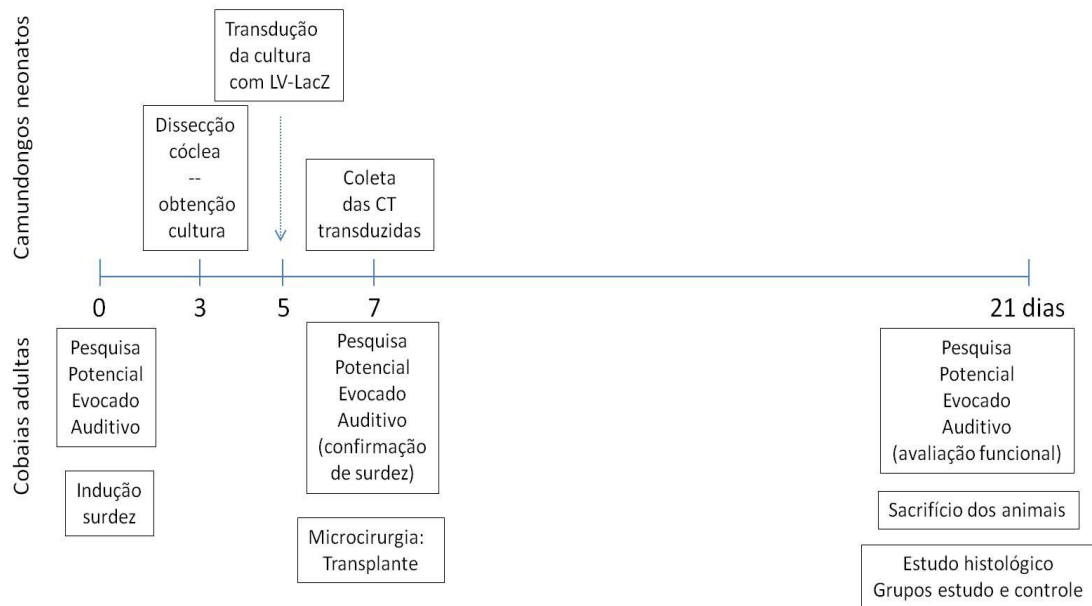 Camundongos neonatos
Transdução
da cultura
com LV-LacZ
Dissecção
cóclea
--
obtenção
cultura
Coleta
das CT
transduzidas
0
3
5
7
21 dias
Cobaias adultas
Pesquisa
Potencial
Evocado
Auditivo
Indução
surdez
Pesquisa
Potencial
Evocado
Auditivo
(confirmação
de surdez)
Microcirurgia:
Transplante
Pesquisa
Potencial
Evocado
Auditivo
(avaliação funcional)
Sacrifício dos animais
Estudo histológico
Grupos estudo e controle